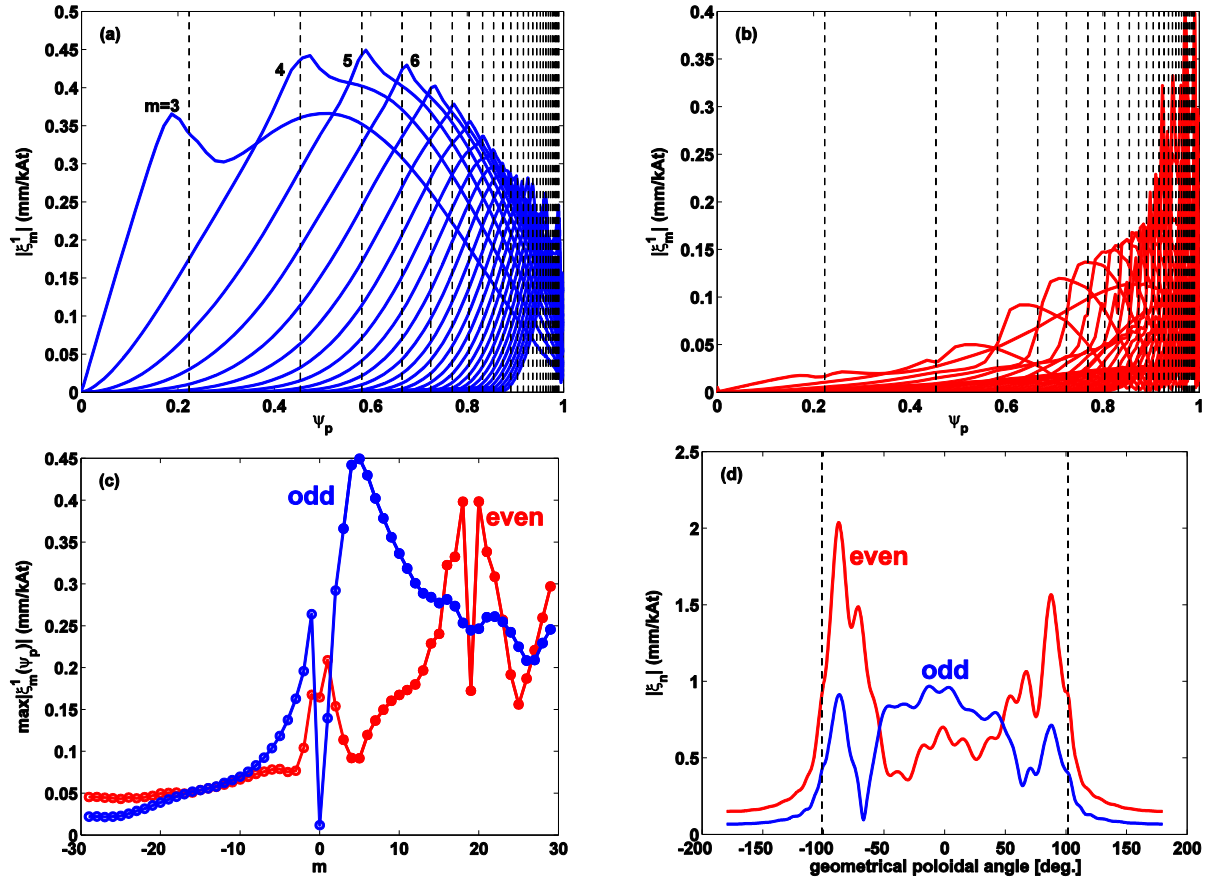 (a)
0.5
0.45
0.4
0.35
0.3
0.25
0.2
0.15
0.1
0.05
0
|ξ¹ₘ| (mm/kAt)
m=3
4
5
6
0 0.2 0.4 0.6 0.8 1
ψₚ
(b)
0.4
0.35
0.3
0.25
0.2
0.15
0.1
0.05
0
|ξ¹ₘ| (mm/kAt)
0 0.2 0.4 0.6 0.8 1
ψₚ
(c)
0.45
0.4
0.35
0.3
0.25
0.2
0.15
0.1
0.05
0
max|ξ¹ₘ(ψₚ)| (mm/kAt)
odd
even
-30 -20 -10 0 10 20 30
m
(d)
2.5
2
1.5
1
0.5
0
|ξₙ| (mm/kAt)
even
odd
-200 -150 -100 -50 0 50 100 150 200
geometrical poloidal angle [deg.]